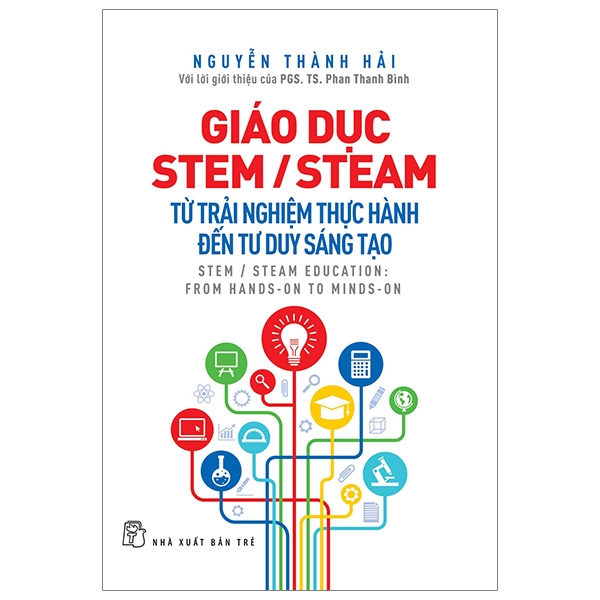 NGUYỄN THÀNH HẢI
Với lời giới thiệu của PGS. TS. Phan Thanh Bình
GIÁO DỤC
STEM / STEAM
TỪ TRẢI NGHIỆM THỰC HÀNH
ĐẾN TƯ DUY SÁNG TẠO
STEM / STEAM EDUCATION:
FROM HANDS-ON TO MINDS-ON
NHÀ XUẤT BẢN TRẺ